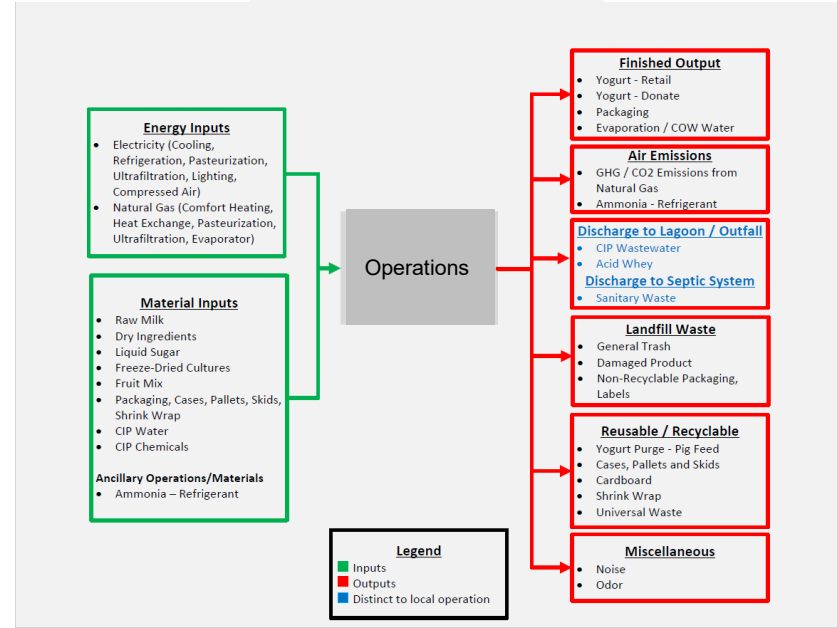 Energy Inputs
• Electricity (Cooling,
Refrigeration, Pasteurization,
Ultrafiltration, Lighting,
Compressed Air)
• Natural Gas (Comfort Heating,
Heat Exchange, Pasteurization,
Ultrafiltration, Evaporator)
Material Inputs
• Raw Milk
• Dry Ingredients
• Liquid Sugar
• Freeze-Dried Cultures
• Fruit Mix
• Packaging, Cases, Pallets, Skids,
Shrink Wrap
• CIP Water
• CIP Chemicals
Ancillary Operations/Materials
• Ammonia – Refrigerant
Operations
Finished Output
• Yogurt - Retail
• Yogurt - Donate
• Packaging
• Evaporation / COW Water
Air Emissions
• GHG / CO2 Emissions from
Natural Gas
• Ammonia - Refrigerant
Discharge to Lagoon / Outfall
• CIP Wastewater
• Acid Whey
Discharge to Septic System
• Sanitary Waste
Landfill Waste
• General Trash
• Damaged Product
• Non-Recyclable Packaging,
Labels
Reusable / Recyclable
• Yogurt Purge - Pig Feed
• Cases, Pallets and Skids
• Cardboard
• Shrink Wrap
• Universal Waste
Miscellaneous
• Noise
• Odor
Legend
Inputs
Outputs
Distinct to local operation